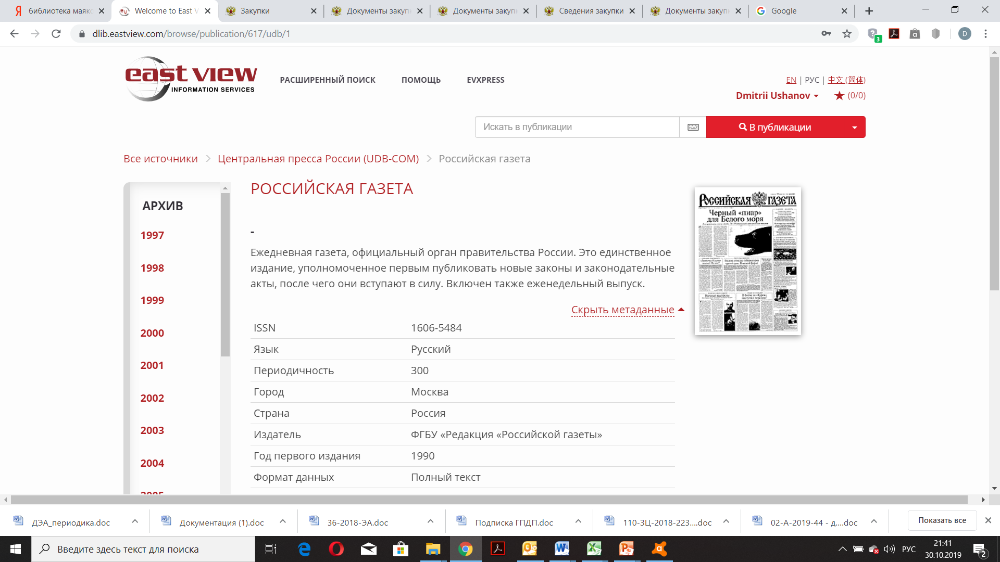 библиотека маяко
Welcome to East V
Закупки
Документы закуп
Документы закуп
Сведения закупки
Документы закуп
Google
dlib.eastview.com/browse/publication/617/udb/1
3
D
east view
INFORMATION SERVICES
РАСШИРЕННЫЙ ПОИСК
ПОМОЩЬ
EVXPRESS
EN | РУС | 中文 (简体)
Dmitrii Ushanov
(0/0)
Искать в публикации
В публикации
Все источники
Центральная пресса России (UDB-COM)
Российская газета
АРХИВ
1997
1998
1999
2000
2001
2002
2003
2004
2005
РОССИЙСКАЯ ГАЗЕТА
-
Ежедневная газета, официальный орган правительства России. Это единственное
издание, уполномоченное первым публиковать новые законы и законодательные
акты, после чего они вступают в силу. Включен также еженедельный выпуск.
Скрыть метаданные
ISSN 1606-5484
Язык Русский
Периодичность 300
Город Москва
Страна Россия
Издатель ФГБУ «Редакция «Российской газеты»
Год первого издания 1990
Формат данных Полный текст
Российская газета
Черный «пиар»
для Белого моря
ДЭА_периодика.doc
Документация (1).doc
36-2018-ЭА.doc
Подписка ГПДП.doc
110-ЗЦ-2018-223....doc
02-А-2019-44 - д....doc
Показать все
Введите здесь текст для поиска
РУС
21:41
30.10.2019
2